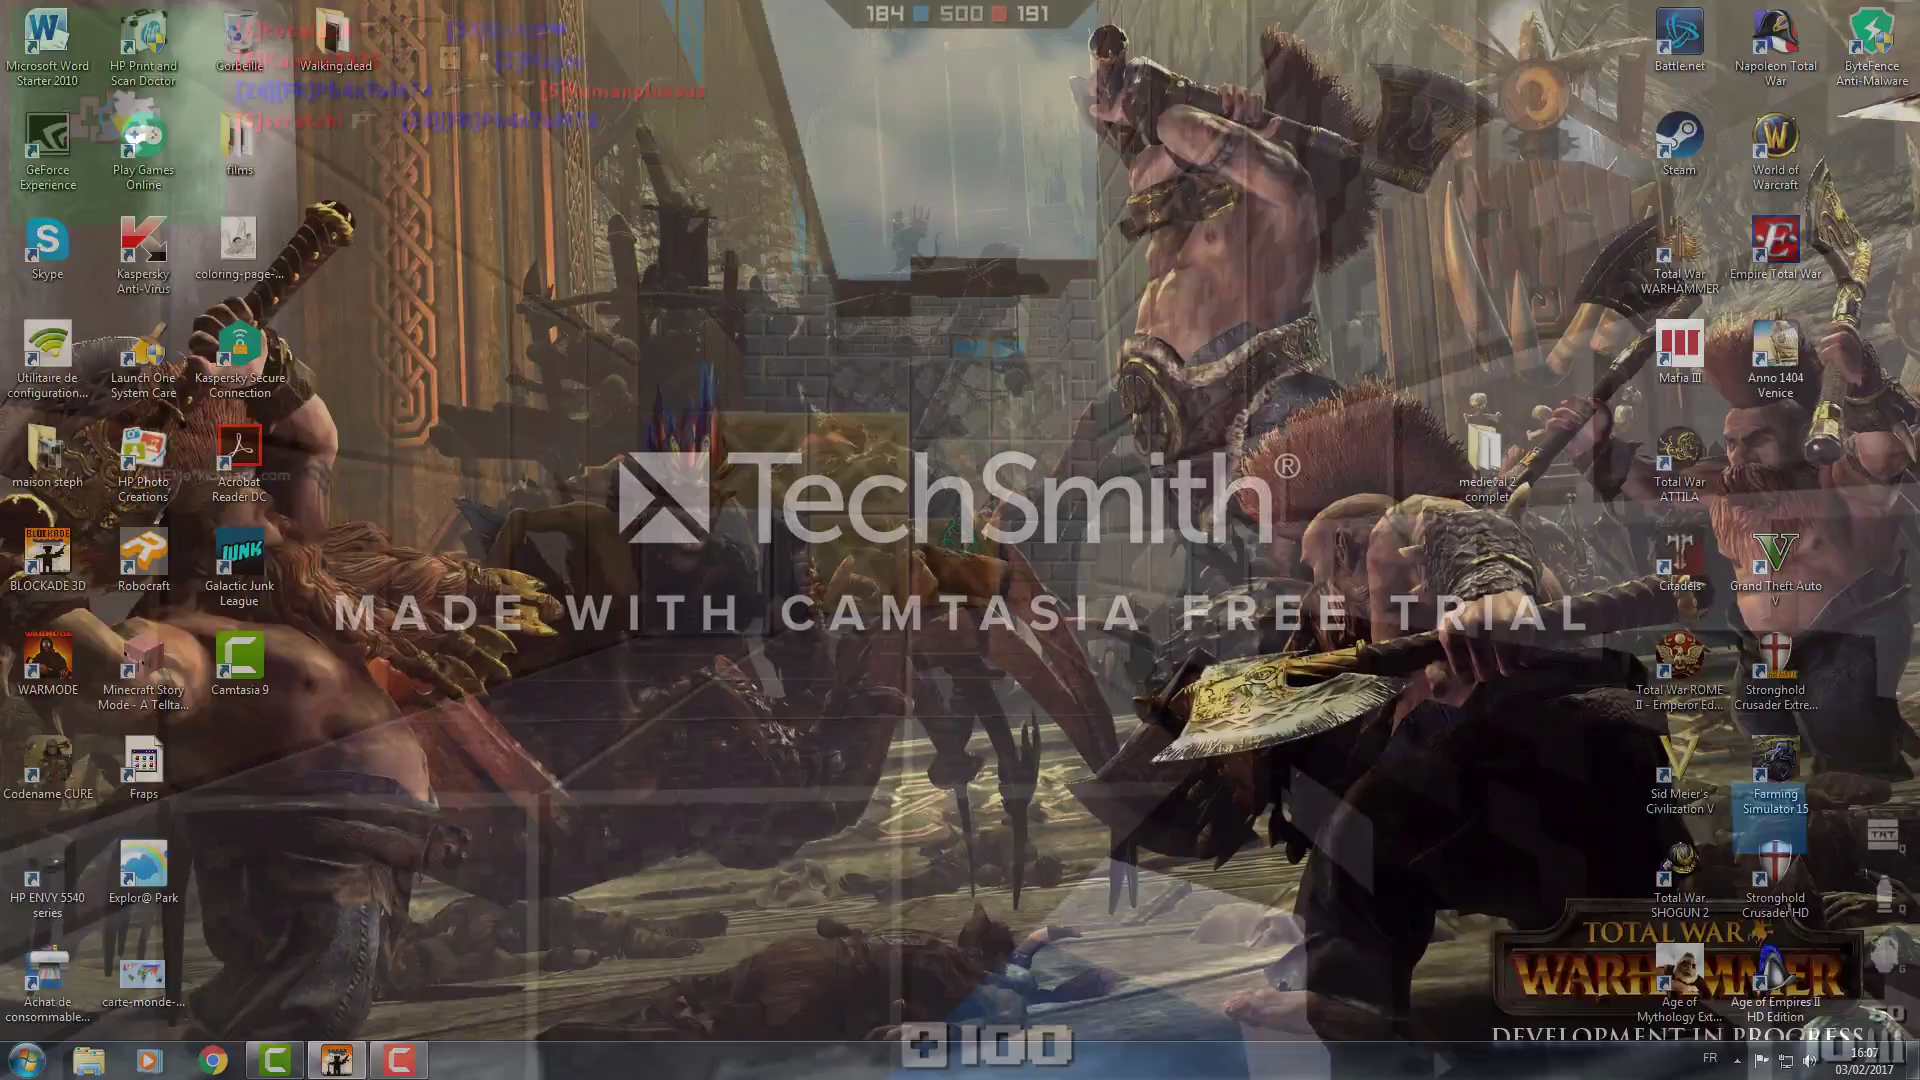 184 500 191
Microsoft Word
Starter 2010
HP Print and
Scan Doctor
Corbeille
Walking.dead
Battle.net
Napoleon Total
War
ByteFence
Anti-Malware
[2]Player
GeForce
Experience
Play Games
Online
films
Steam
World of
Warcraft
Skype
Kaspersky
Anti-Virus
coloring-page-...
Total War
WARHAMMER
Empire Total War
Utilitaire de
configuration...
Launch One
System Care
Kaspersky Secure
Connection
Mafia III
Anno 1404
Venice
maison steph
HP Photo
Creations
Acrobat
Reader DC
medieval 2
complet
Total War
ATTILA
TechSmith®
MADE WITH CAMTASIA FREE TRIAL
BLOCKADE 3D
Robocraft
JUNK
Galactic Junk
League
Citadels
Grand Theft Auto
V
WARMODE
Minecraft Story
Mode - A Tellta...
Camtasia 9
Total War ROME
II - Emperor Ed...
Stronghold
Crusader Extre...
Codename CURE
Fraps
Sid Meier's
Civilization V
Farming
Simulator 15
TNT
HP ENVY 5540
series
Explor@ Park
Total War
SHOGUN 2
Stronghold
Crusader HD
TOTAL WAR
WARHAMMER
Achat de
consommable...
carte-monde-...
Age of
Mythology Ext...
Age of Empires II
HD Edition
DEVELOPMENT IN PROGRESS
100
FR
16:07
03/02/2017